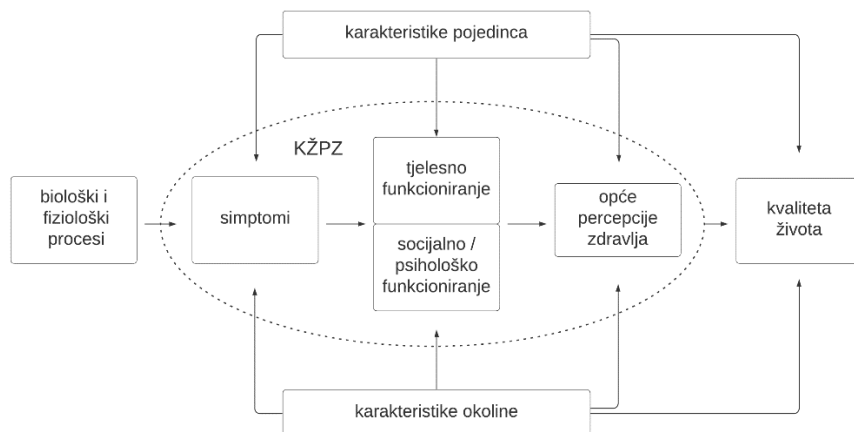 karakteristike pojedinca
KŽPZ
biološki i
fiziološki
procesi
simptomi
tjelesno
funkcioniranje
socijalno /
psihološko
funkcioniranje
opće
percepcije
zdravlja
kvaliteta
života
karakteristike okoline